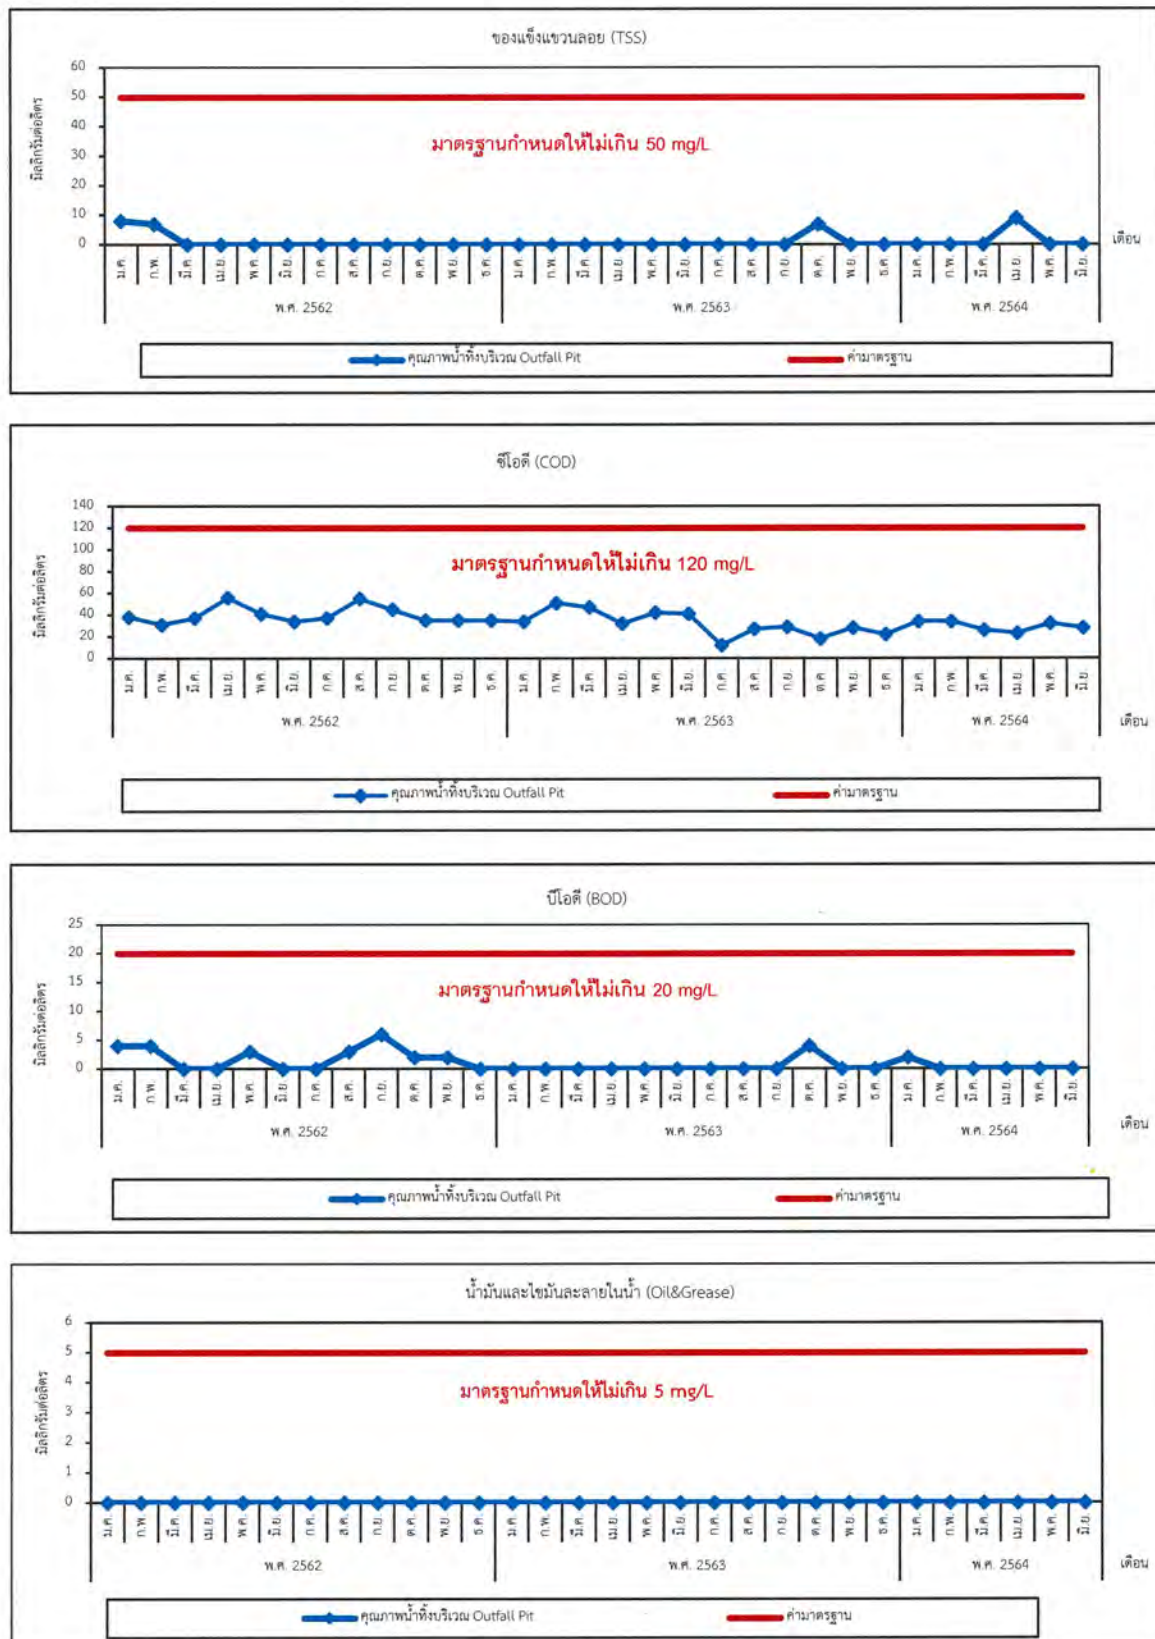 ของแข็งแขวนลอย (TSS)
มิลลิกรัมต่อลิตร
60
50
40
30
20
10
0
มาตรฐานกำหนดให้ไม่เกิน 50 mg/L
ม.ค. ก.พ. มี.ค. เม.ย. พ.ค. มิ.ย. ก.ค. ส.ค. ก.ย. ต.ค. พ.ย. ธ.ค. ม.ค. ก.พ. มี.ค. เม.ย. พ.ค. มิ.ย. ก.ค. ส.ค. ก.ย. ต.ค. พ.ย. ธ.ค. ม.ค. ก.พ. มี.ค. เม.ย. พ.ค. มิ.ย.
เดือน
พ.ศ. 2562 พ.ศ. 2563 พ.ศ. 2564
คุณภาพน้ำทิ้งบริเวณ Outfall Pit ค่ามาตรฐาน
ซีโอดี (COD)
มิลลิกรัมต่อลิตร
140
120
100
80
60
40
20
0
มาตรฐานกำหนดให้ไม่เกิน 120 mg/L
ม.ค. ก.พ. มี.ค. เม.ย. พ.ค. มิ.ย. ก.ค. ส.ค. ก.ย. ต.ค. พ.ย. ธ.ค. ม.ค. ก.พ. มี.ค. เม.ย. พ.ค. มิ.ย. ก.ค. ส.ค. ก.ย. ต.ค. พ.ย. ธ.ค. ม.ค. ก.พ. มี.ค. เม.ย. พ.ค. มิ.ย.
พ.ศ. 2562 พ.ศ. 2563 พ.ศ. 2564 เดือน
คุณภาพน้ำทิ้งบริเวณ Outfall Pit ค่ามาตรฐาน
บีโอดี (BOD)
มิลลิกรัมต่อลิตร
25
20
15
10
5
0
มาตรฐานกำหนดให้ไม่เกิน 20 mg/L
ม.ค. ก.พ. มี.ค. เม.ย. พ.ค. มิ.ย. ก.ค. ส.ค. ก.ย. ต.ค. พ.ย. ธ.ค. ม.ค. ก.พ. มี.ค. เม.ย. พ.ค. มิ.ย. ก.ค. ส.ค. ก.ย. ต.ค. พ.ย. ธ.ค. ม.ค. ก.พ. มี.ค. เม.ย. พ.ค. มิ.ย.
พ.ศ. 2562 พ.ศ. 2563 พ.ศ. 2564 เดือน
คุณภาพน้ำทิ้งบริเวณ Outfall Pit ค่ามาตรฐาน
น้ำมันและไขมันละลายในน้ำ (Oil&Grease)
มิลลิกรัมต่อลิตร
6
5
4
3
2
1
0
มาตรฐานกำหนดให้ไม่เกิน 5 mg/L
ม.ค. ก.พ. มี.ค. เม.ย. พ.ค. มิ.ย. ก.ค. ส.ค. ก.ย. ต.ค. พ.ย. ธ.ค. ม.ค. ก.พ. มี.ค. เม.ย. พ.ค. มิ.ย. ก.ค. ส.ค. ก.ย. ต.ค. พ.ย. ธ.ค. ม.ค. ก.พ. มี.ค. เม.ย. พ.ค. มิ.ย.
พ.ศ. 2562 พ.ศ. 2563 พ.ศ. 2564 เดือน
คุณภาพน้ำทิ้งบริเวณ Outfall Pit ค่ามาตรฐาน